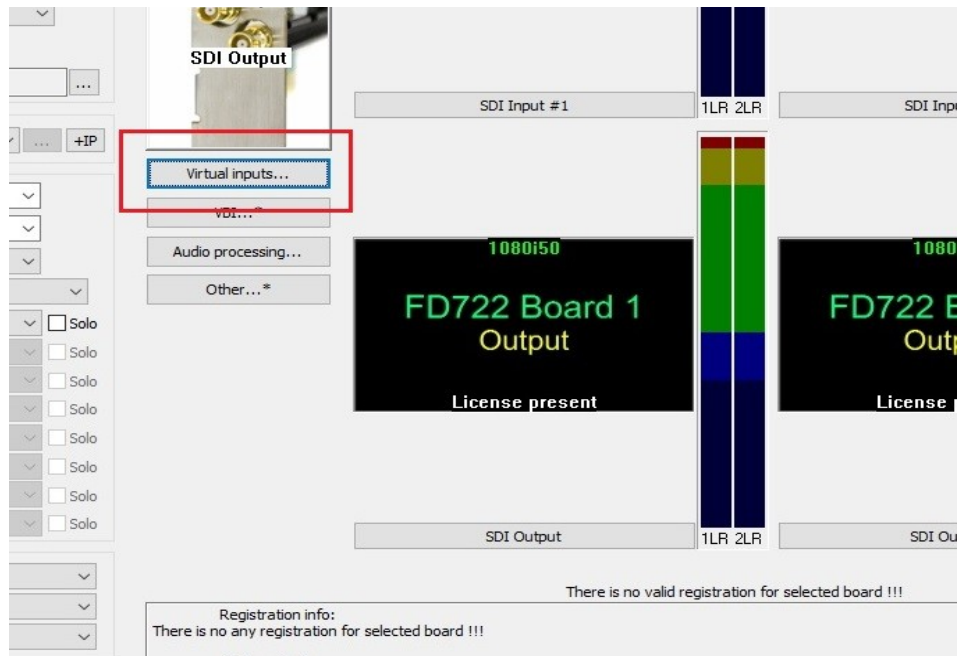 SDI Output
...
SDI Input #1
1LR 2LR
SDI Inp
... +IP
Virtual inputs...
VBI...*
Audio processing...
1080i50
1080
Other...*
FD722 Board 1
FD722 B
Output
Outp
Solo
Solo
Solo
License present
License
Solo
Solo
Solo
Solo
Solo
SDI Output
1LR 2LR
SDI Ou
There is no valid registration for selected board !!!
Registration info:
There is no any registration for selected board !!!